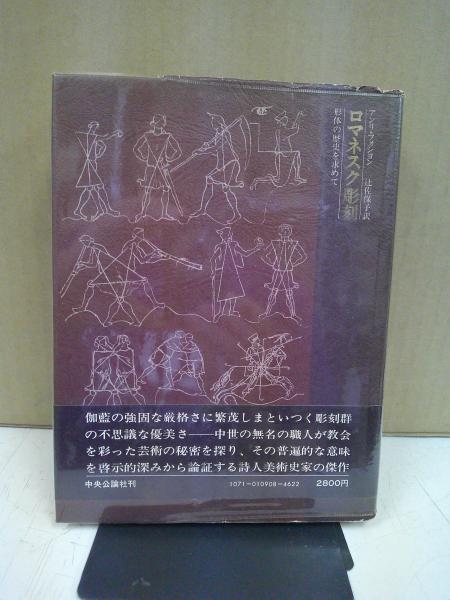 アンリ・フォション 辻佐保子訳
ロマネスク彫刻
形体の歴史を求めて
伽藍の強固な厳格さに繁茂しまといつく彫刻群
の不思議な優美さ——中世の無名の職人が教会
を彩った芸術の秘密を探り、その普遍的な意味
を啓示的深みから論証する詩人美術史家の傑作
中央公論社刊 1071-010908-4622 2800円